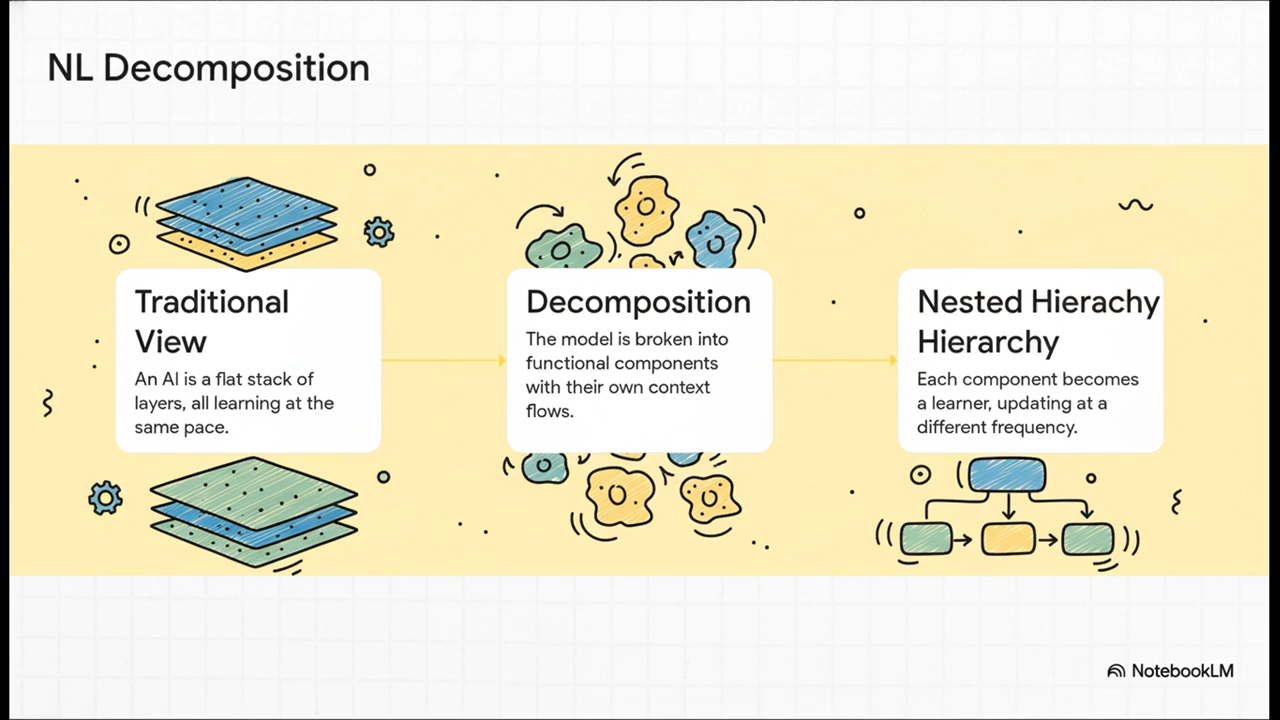 NL Decomposition
Traditional
View
An AI is a flat stack of
layers, all learning at the
same pace.
Decomposition
The model is broken into
functional components
with their own context
flows.
Nested Hierachy
Hierarchy
Each component becomes
a learner, updating at a
different frequency.
NotebookLM